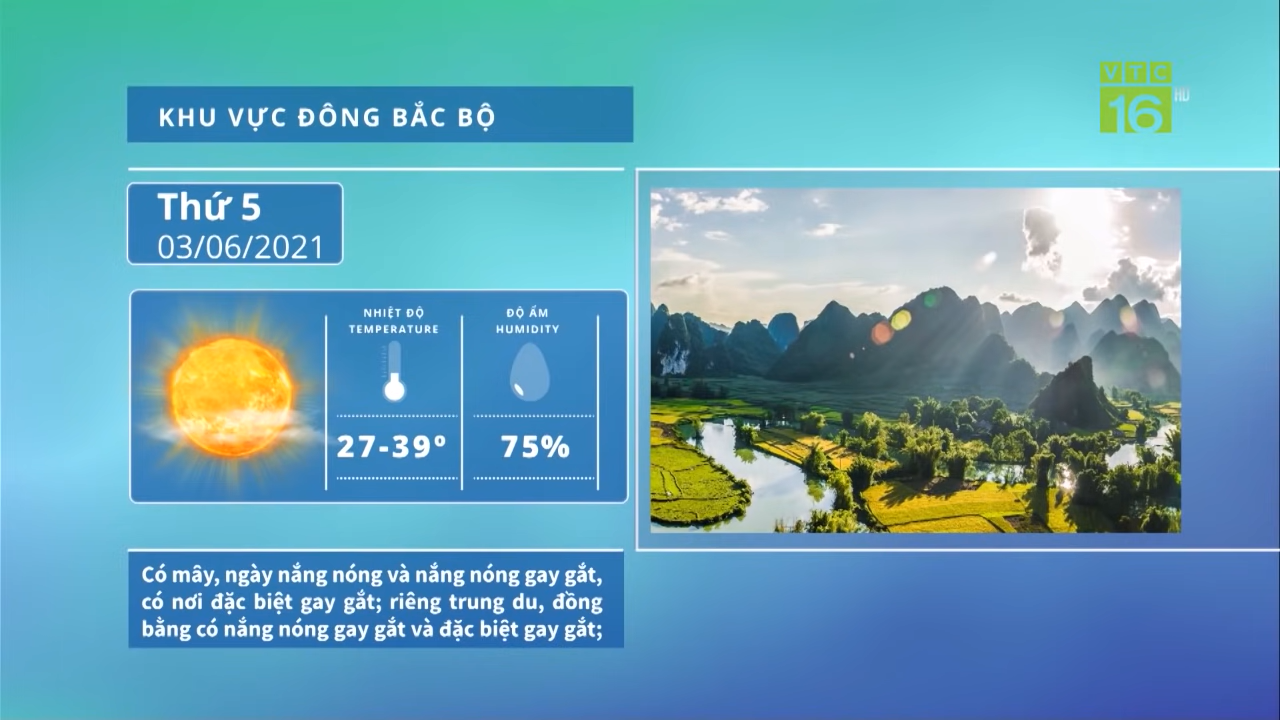 VTC
16 HD
KHU VỰC ĐÔNG BẮC BỘ
Thứ 5
03/06/2021
NHIỆT ĐỘ
TEMPERATURE
27-39º
ĐỘ ẨM
HUMIDITY
75%
Có mây, ngày nắng nóng và nắng nóng gay gắt,
có nơi đặc biệt gay gắt; riêng trung du, đồng
bằng có nắng nóng gay gắt và đặc biệt gay gắt;